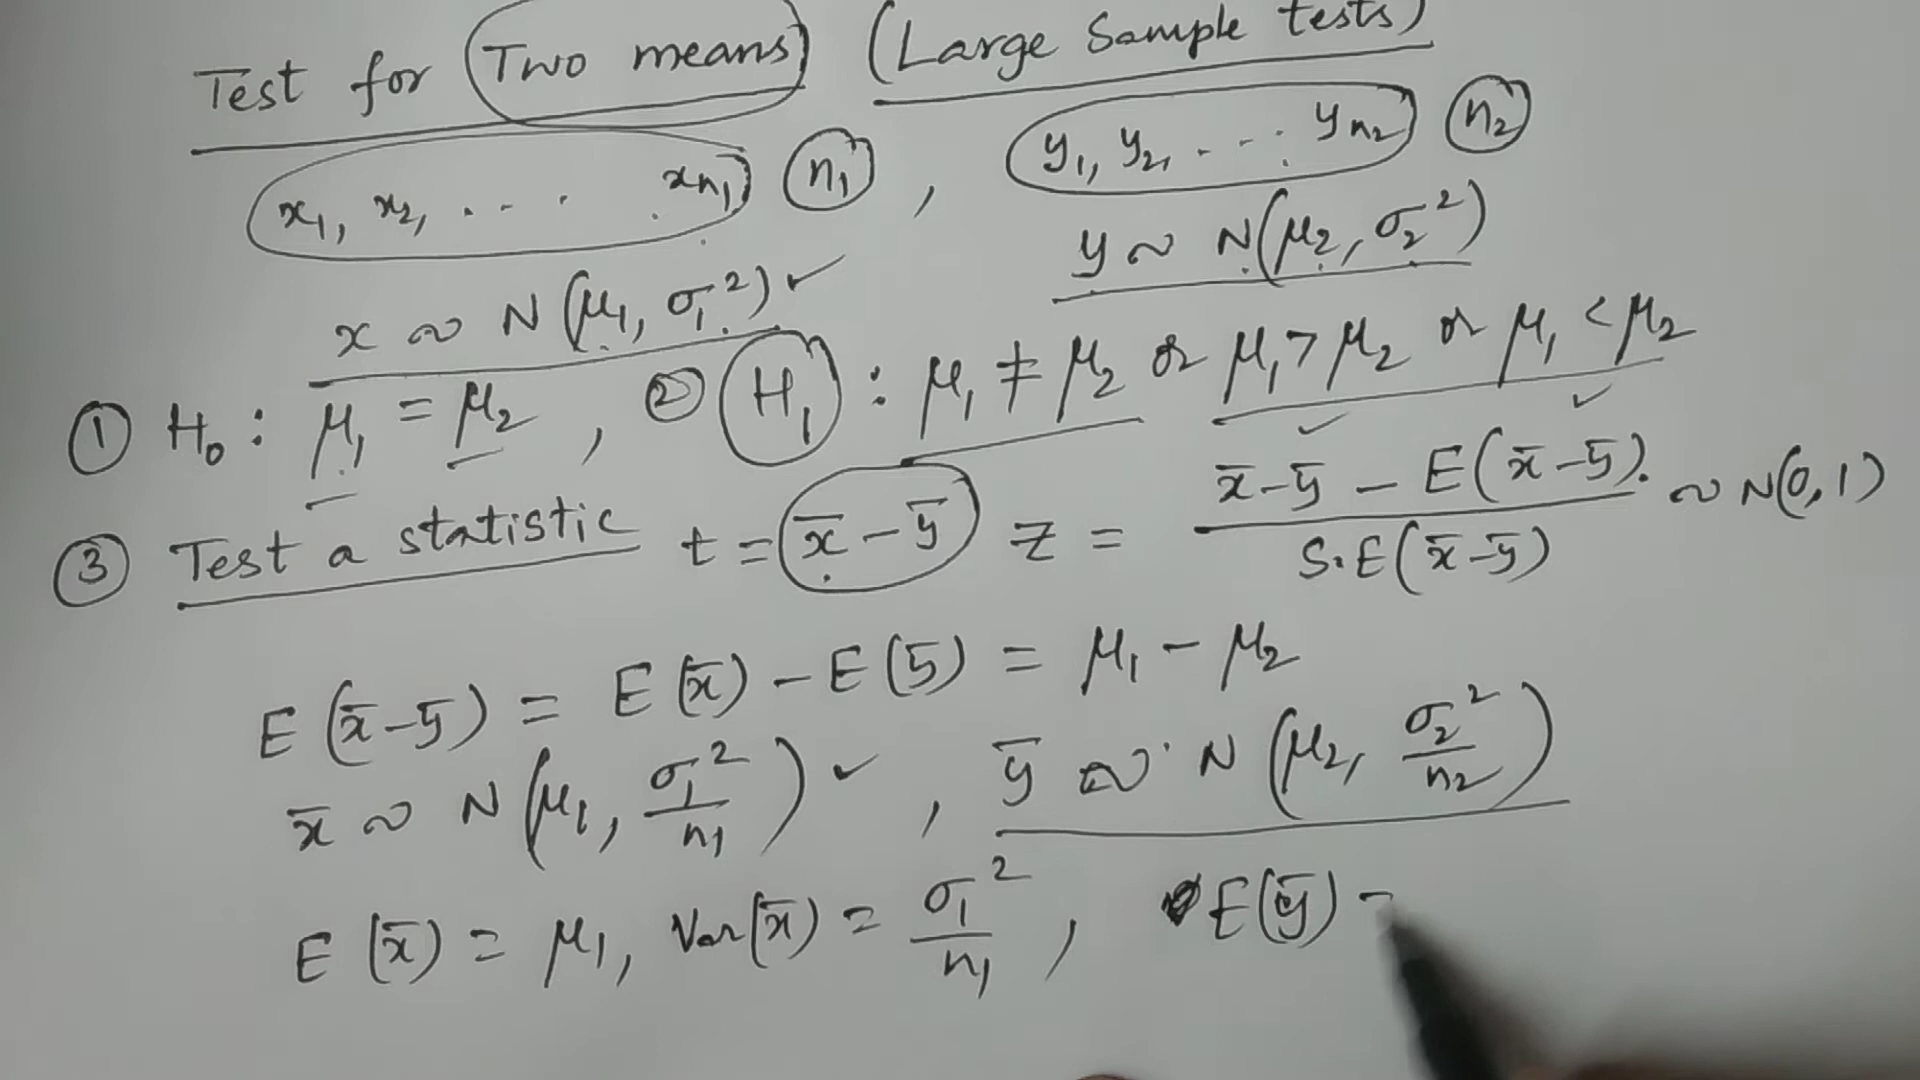 Test for Two means (Large Sample tests)
x₁, x₂, . . . . xₙ₁ n₁ , y₁, y₂, . . . . yₙ₂ n₂
x ~ N(μ₁, σ₁²) ✓ y ~ N(μ₂, σ₂²)
① H₀ : μ₁ = μ₂ , ② H₁ : μ₁ ≠ μ₂ or μ₁ > μ₂ or μ₁ < μ₂
③ Test a statistic t = x̄ - ȳ z = (x̄ - ȳ - E(x̄ - ȳ)) / S.E(x̄ - ȳ) ~ N(0, 1)
E(x̄ - ȳ) = E(x̄) - E(ȳ) = μ₁ - μ₂
x̄ ~ N(μ₁, σ₁²/n₁) ✓ , ȳ ~ N(μ₂, σ₂²/n₂)
E(x̄) = μ₁, Var(x̄) = σ₁²/n₁ , E(ȳ) =